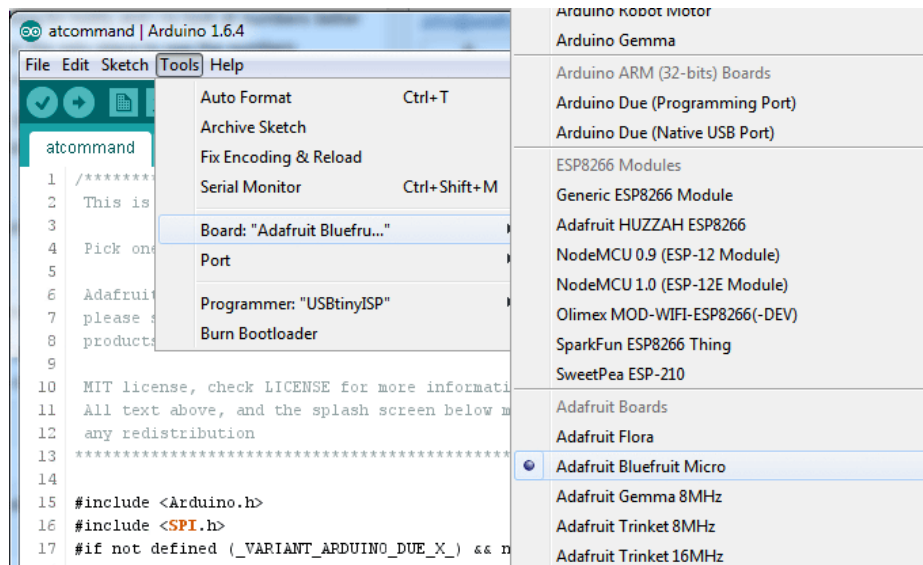 atcommand | Arduino 1.6.4
File Edit Sketch Tools Help
Auto Format Ctrl+T
Archive Sketch
Fix Encoding & Reload
Serial Monitor Ctrl+Shift+M
Board: "Adafruit Bluefru..."
Port
Programmer: "USBtinyISP"
Burn Bootloader
atcommand
1 /********
2 This is
3
4 Pick one
5
6 Adafruit
7 please
8 products
9
10 MIT license, check LICENSE for more informati
11 All text above, and the splash screen below m
12 any redistribution
13 **********************************************
14
15 #include <Arduino.h>
16 #include <SPI.h>
17 #if not defined (_VARIANT_ARDUINO_DUE_X_) && n
Arduino Robot Motor
Arduino Gemma
Arduino ARM (32-bits) Boards
Arduino Due (Programming Port)
Arduino Due (Native USB Port)
ESP8266 Modules
Generic ESP8266 Module
Adafruit HUZZAH ESP8266
NodeMCU 0.9 (ESP-12 Module)
NodeMCU 1.0 (ESP-12E Module)
Olimex MOD-WIFI-ESP8266(-DEV)
SparkFun ESP8266 Thing
SweetPea ESP-210
Adafruit Boards
Adafruit Flora
Adafruit Bluefruit Micro
Adafruit Gemma 8MHz
Adafruit Trinket 8MHz
Adafruit Trinket 16MHz